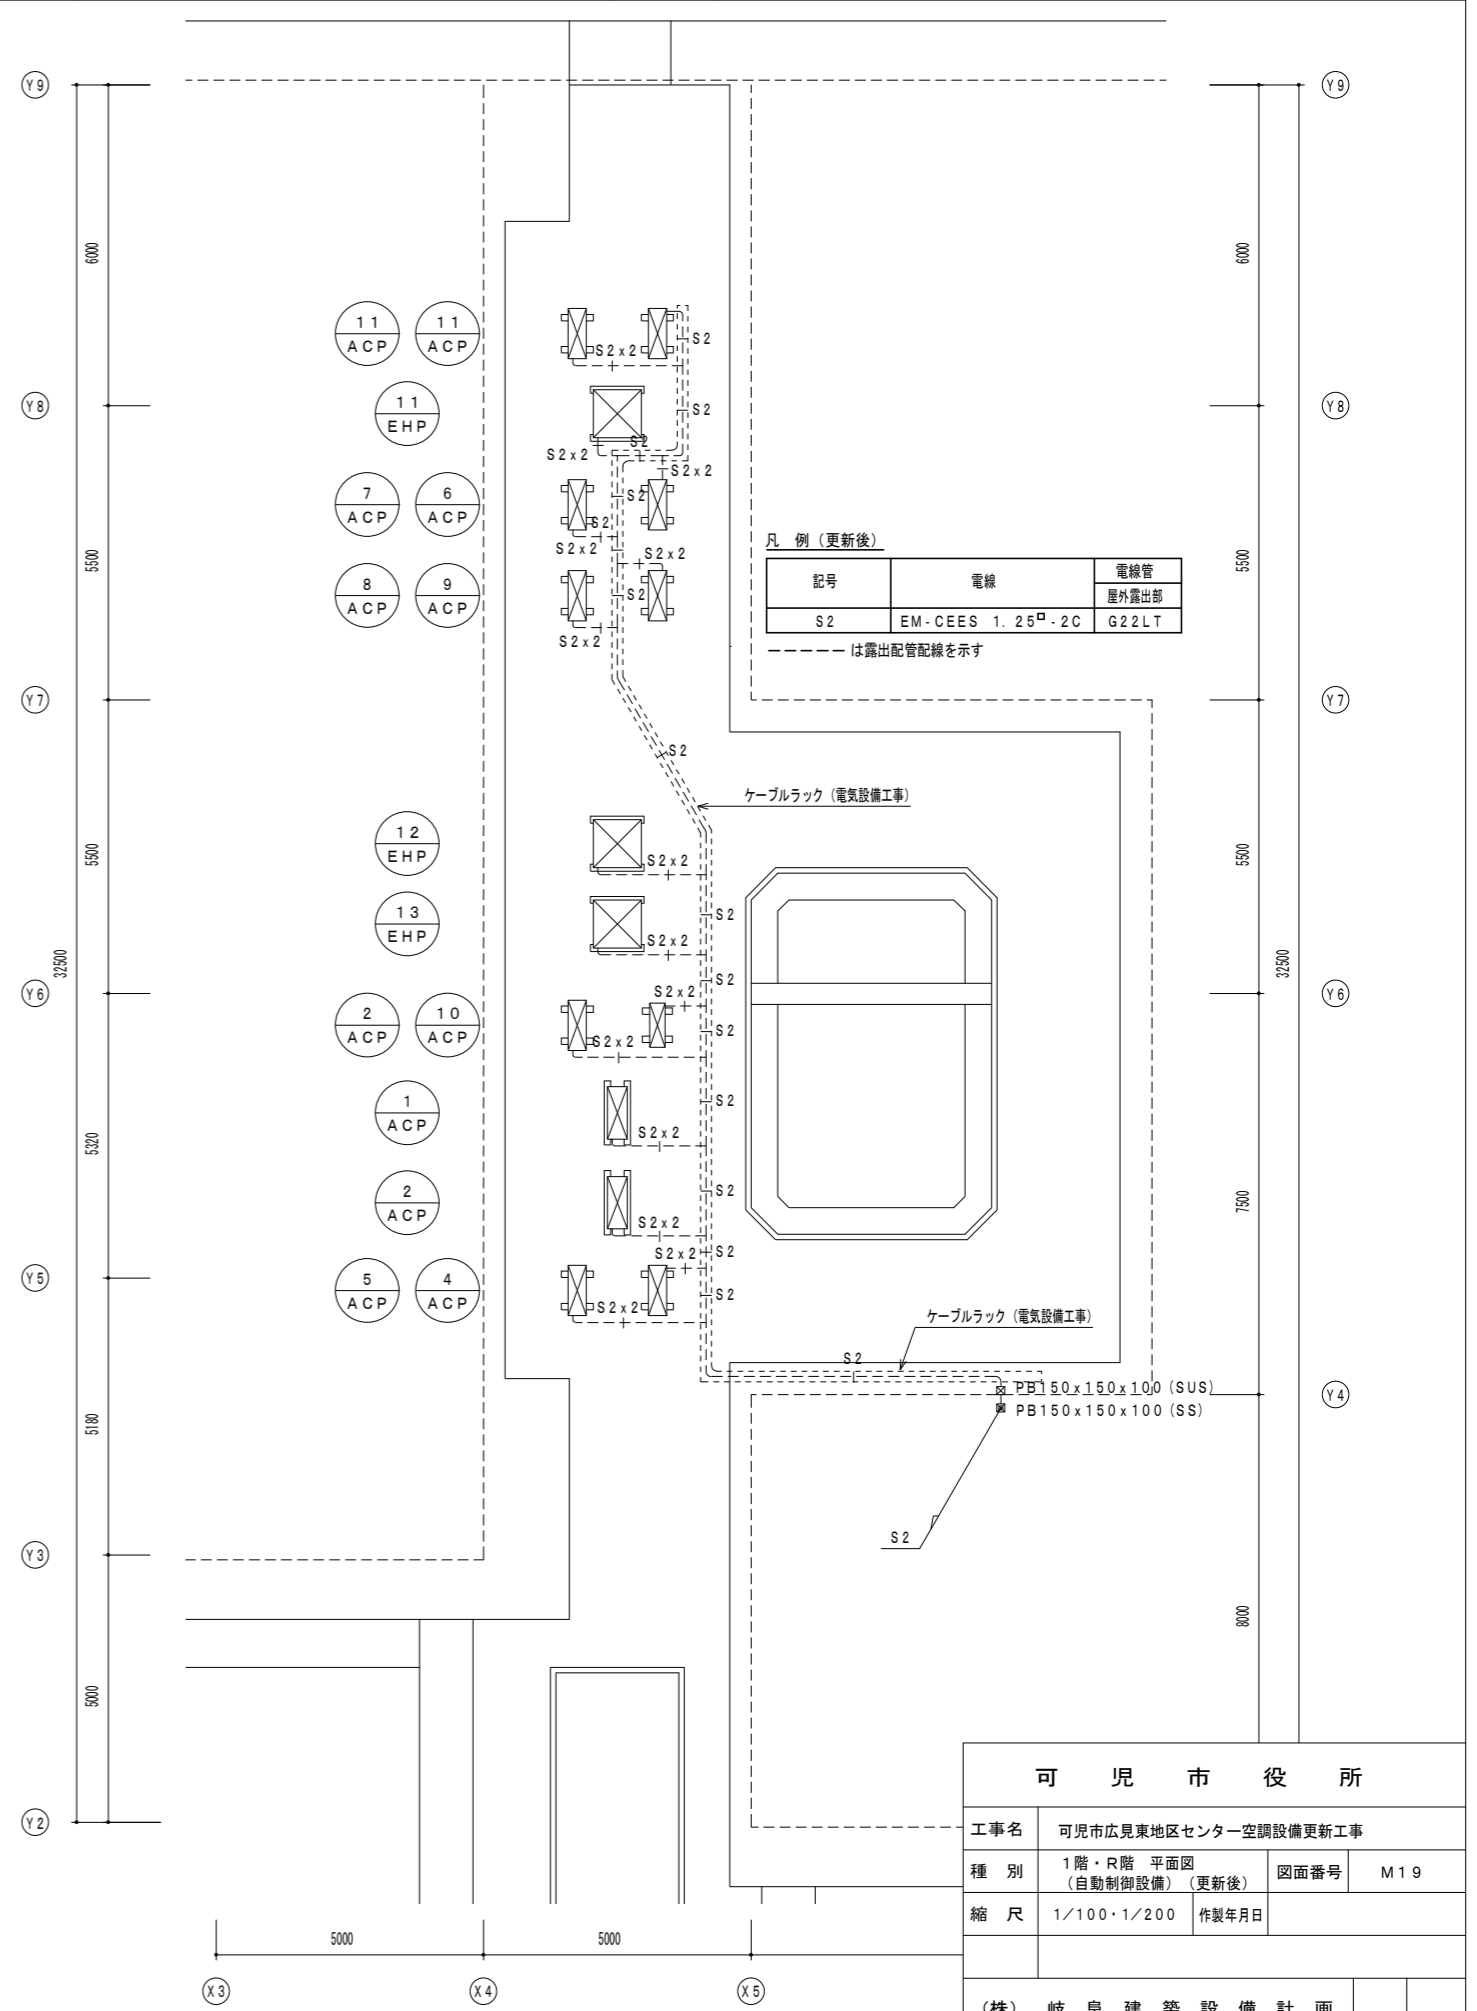 Y9
Y9
6000
6000
11
ACP
11
ACP
S2
S2x2
Y8
11
EHP
S2
Y8
S2
S2x2
S2x2
7
ACP
6
ACP
S2
S2
S2x2
S2x2
5500
5500
8
ACP
9
ACP
S2
S2x2
凡 例（更新後）
記号
電線
電線管
屋外露出部
S2
EM-CEES 1.25□-2C
G22LT
は露出配管配線を示す
Y7
Y7
S2
ケーブルラック（電気設備工事）
12
EHP
S2x2
5500
5500
13
EHP
S2
S2x2
32500
32500
S2
Y6
S2x2
Y6
2
ACP
10
ACP
S2
S2x2
1
ACP
S2
S2x2
5320
2
ACP
S2
7500
S2x2
S2x2
S2
Y5
5
ACP
4
ACP
S2
S2x2
ケーブルラック（電気設備工事）
S2
PB150x150x100(SUS)
Y4
PB150x150x100(SS)
5180
S2
Y3
8000
5000
Y2
可児市役所
工事名
可児市広見東地区センター空調設備更新工事
種 別
1階・R階 平面図
（自動制御設備）（更新後）
図面番号
M19
縮 尺
1/100・1/200
作製年月日
5000
5000
X3
X4
X5
（株） 岐阜建築設備計画